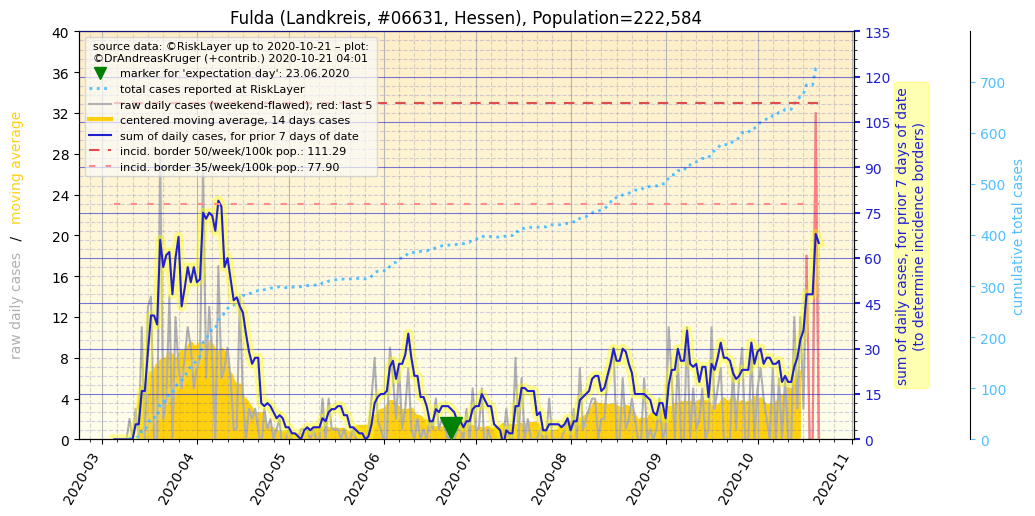 Fulda (Landkreis, #06631, Hessen), Population=222,584
source data: ©RiskLayer up to 2020-10-21 – plot:
©DrAndreasKruger (+contrib.) 2020-10-21 04:01
marker for 'expectation day': 23.06.2020
total cases reported at RiskLayer
raw daily cases (weekend-flawed), red: last 5
centered moving average, 14 days cases
sum of daily cases, for prior 7 days of date
incid. border 50/week/100k pop.: 111.29
incid. border 35/week/100k pop.: 77.90
raw daily cases / moving average
40
36
32
28
24
20
16
12
8
4
0
2020-03
2020-04
2020-05
2020-06
2020-07
2020-08
2020-09
2020-10
2020-11
135
120
105
90
75
60
45
30
15
0
sum of daily cases, for prior 7 days of date
(to determine incidence borders)
700
600
500
400
300
200
100
0
cumulative total cases